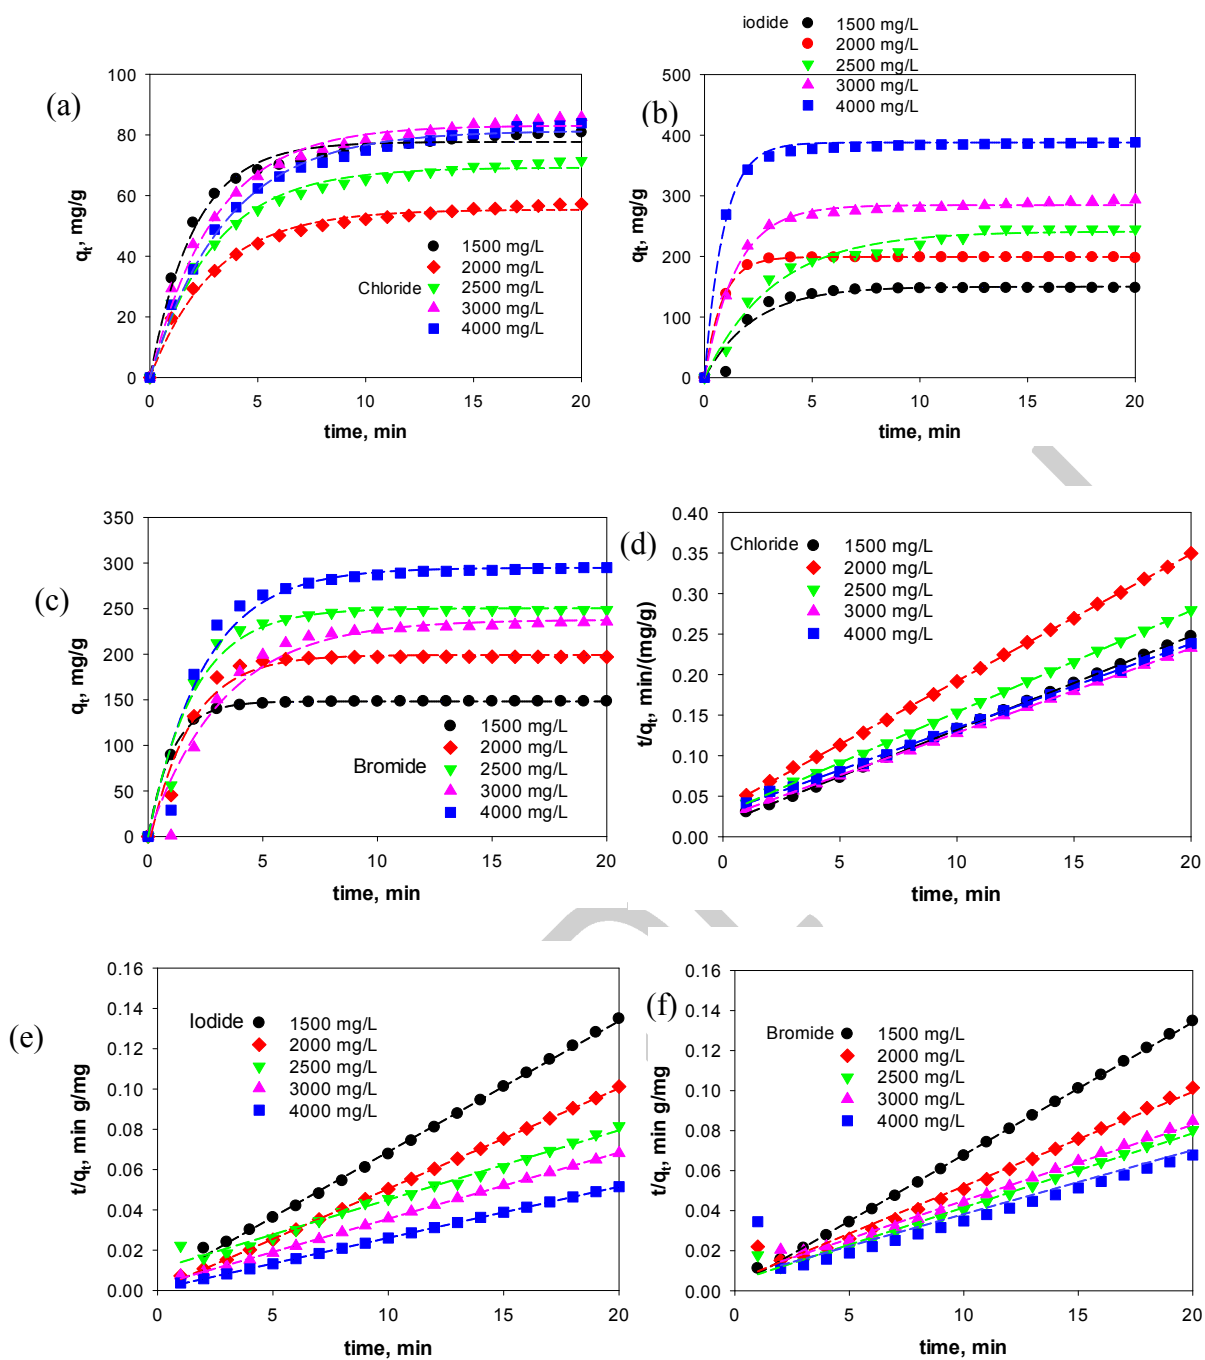 iodide
1500 mg/L
2000 mg/L
2500 mg/L
3000 mg/L
4000 mg/L
(a)
100
80
60
40
20
0
qt, mg/g
0 5 10 15 20
time, min
1500 mg/L
2000 mg/L
Chloride 2500 mg/L
3000 mg/L
4000 mg/L
(b)
500
400
300
200
100
0
qt, mg/g
0 5 10 15 20
time, min
(c)
350
300
250
200
150
100
50
0
qt, mg/g
0 5 10 15 20
time, min
1500 mg/L
2000 mg/L
Bromide 2500 mg/L
3000 mg/L
4000 mg/L
(d)
0.40
0.35
0.30
0.25
0.20
0.15
0.10
0.05
0.00
t/qt, min/(mg/g)
0 5 10 15 20
time, min
Chloride 1500 mg/L
2000 mg/L
2500 mg/L
3000 mg/L
4000 mg/L
(e)
0.16
0.14
0.12
0.10
0.08
0.06
0.04
0.02
0.00
t/qt, min g/mg
0 5 10 15 20
time, min
Iodide 1500 mg/L
2000 mg/L
2500 mg/L
3000 mg/L
4000 mg/L
(f)
0.16
0.14
0.12
0.10
0.08
0.06
0.04
0.02
0.00
t/qt, min g/mg
0 5 10 15 20
time, min
Bromide 1500 mg/L
2000 mg/L
2500 mg/L
3000 mg/L
4000 mg/L